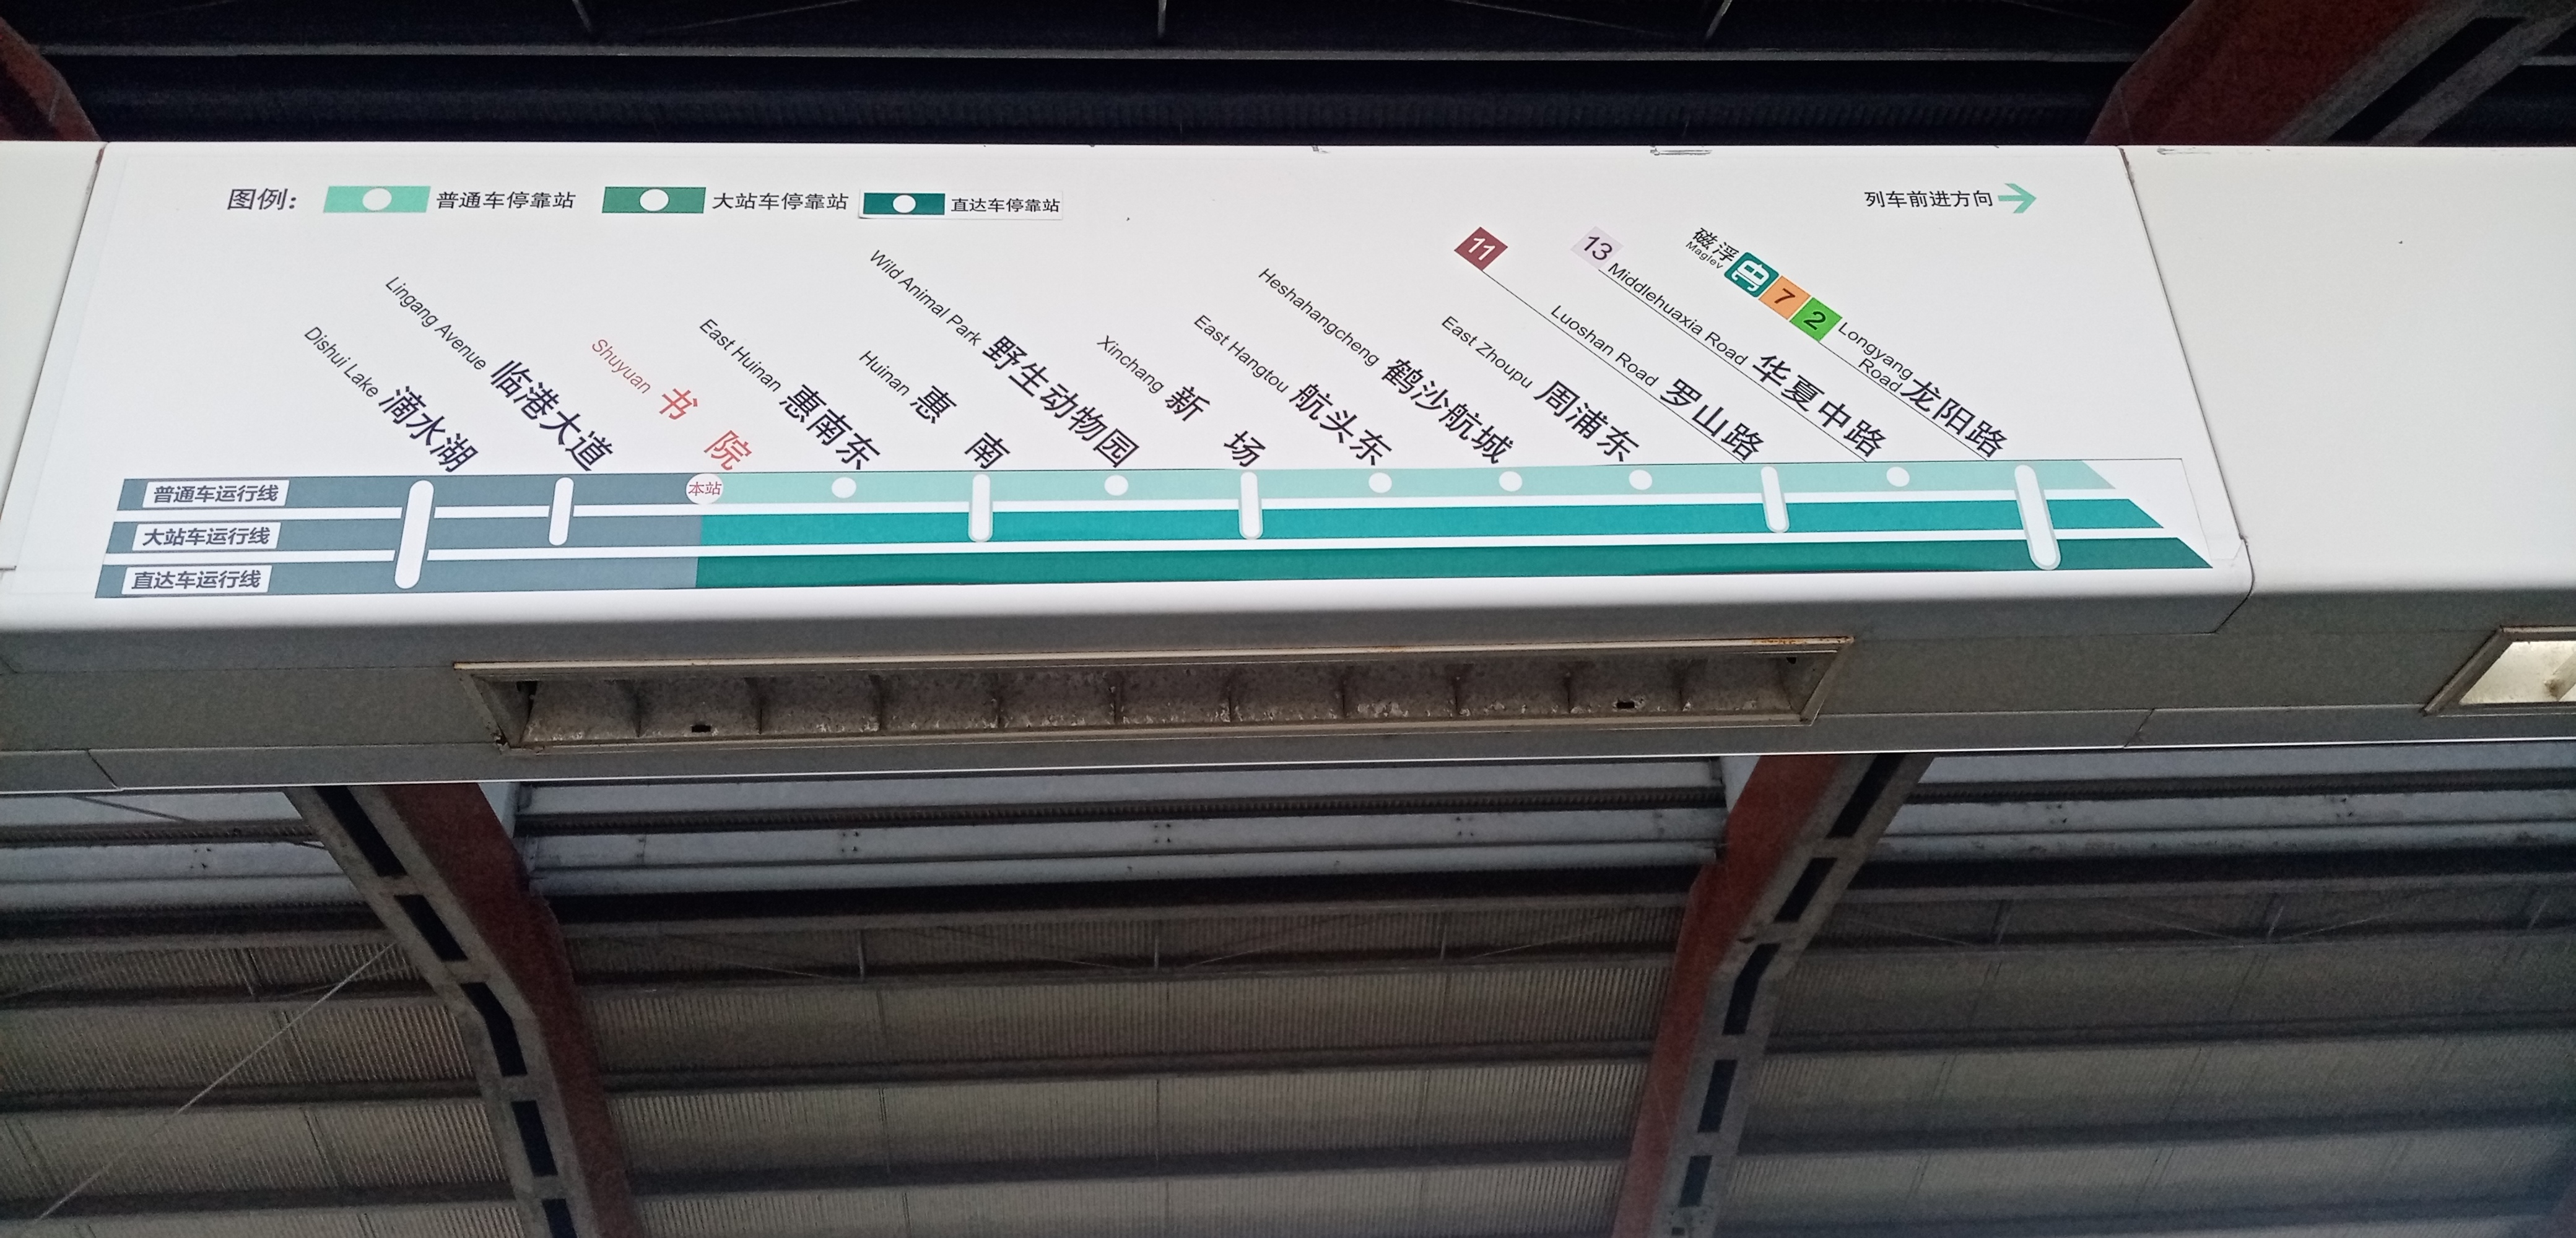 图例： 普通车停靠站 大站车停靠站 直达车停靠站
列车前进方向
Dishui Lake 滴水湖
Lingang Avenue 临港大道
Shuyuan 书院
East Huinan 惠南东
Huinan 惠南
Wild Animal Park 野生动物园
Xinchang 新场
East Hangtou 航头东
Heshahangcheng 鹤沙航城
East Zhoupu 周浦东
11
Luoshan Road 罗山路
13
Middlehuaxia Road 华夏中路
磁浮
Maglev
7
2
Longyang
Road 龙阳路
普通车运行线
本站
大站车运行线
直达车运行线